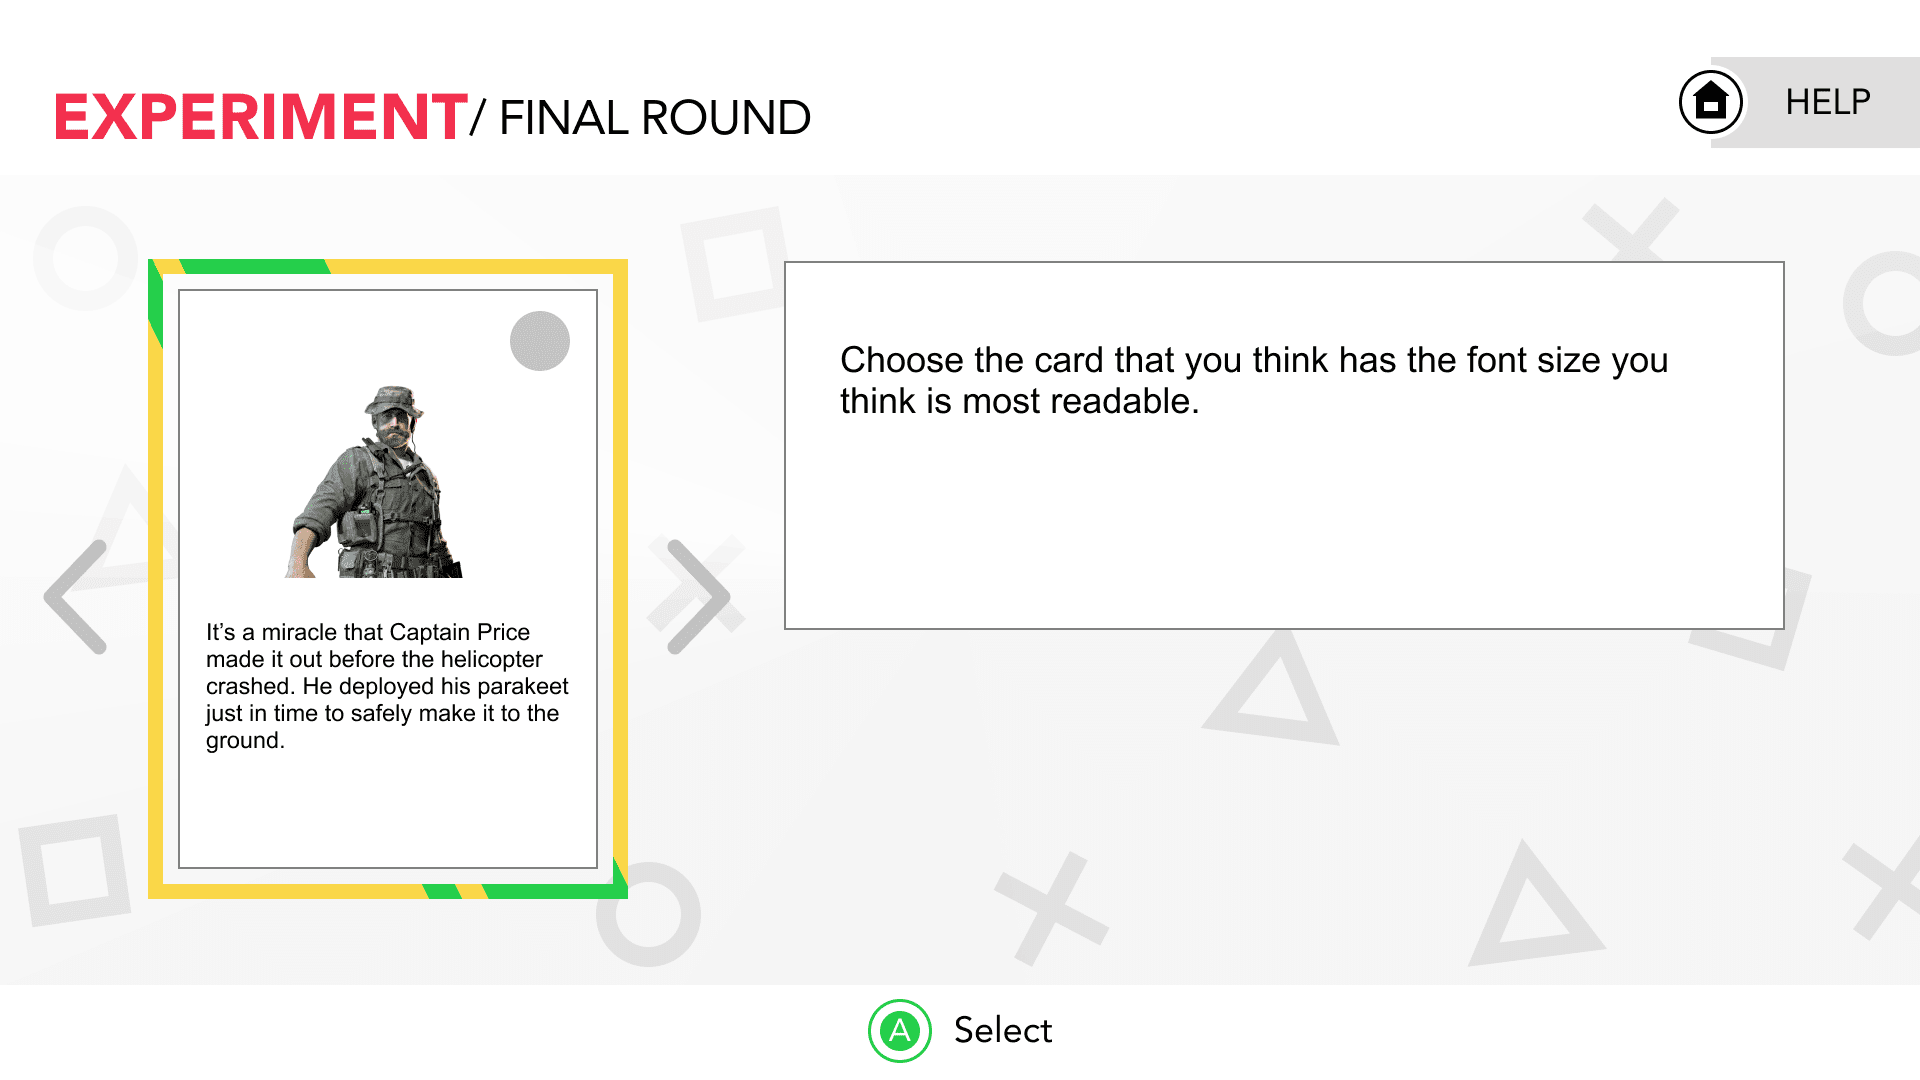 EXPERIMENT/ FINAL ROUND
HELP
It’s a miracle that Captain Price
made it out before the helicopter
crashed. He deployed his parakeet
just in time to safely make it to the
ground.
Choose the card that you think has the font size you
think is most readable.
A Select